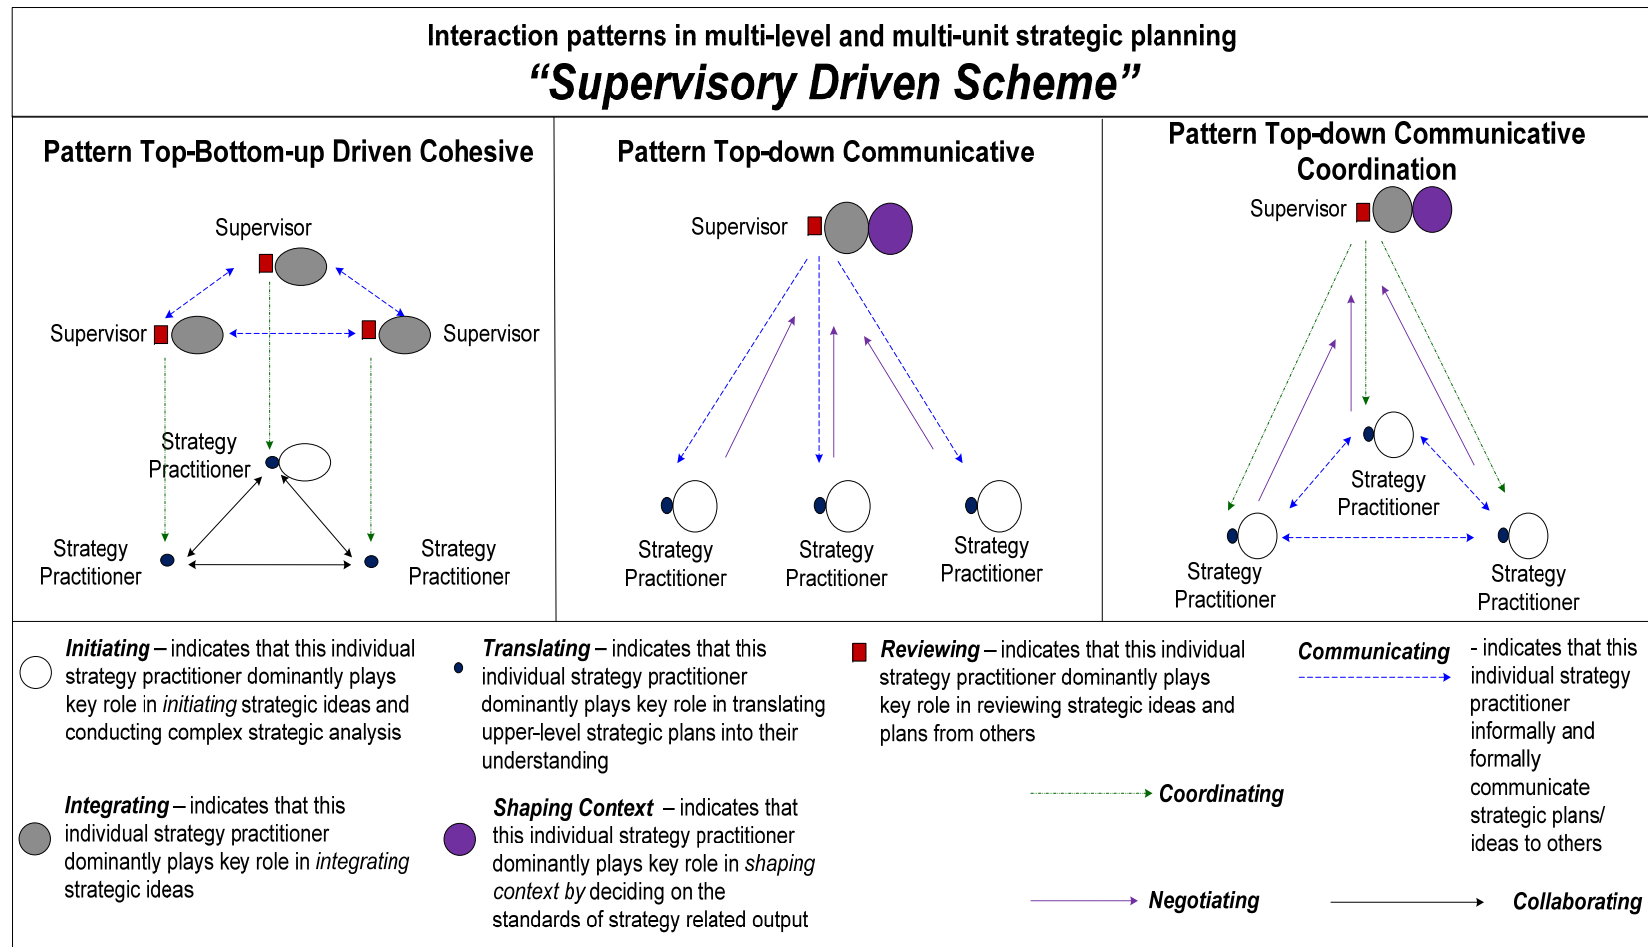 Interaction patterns in multi-level and multi-unit strategic planning
“Supervisory Driven Scheme”
Pattern Top-Bottom-up Driven Cohesive
Supervisor
Supervisor
Supervisor
Strategy
Practitioner
Strategy
Practitioner
Strategy
Practitioner
Pattern Top-down Communicative
Supervisor
Strategy
Practitioner
Strategy
Practitioner
Strategy
Practitioner
Pattern Top-down Communicative
Coordination
Supervisor
Strategy
Practitioner
Strategy
Practitioner
Strategy
Practitioner
Initiating – indicates that this individual
strategy practitioner dominantly plays
key role in initiating strategic ideas and
conducting complex strategic analysis
Translating – indicates that this
individual strategy practitioner
dominantly plays key role in translating
upper-level strategic plans into their
understanding
Reviewing – indicates that this individual
strategy practitioner dominantly plays
key role in reviewing strategic ideas and
plans from others
Communicating
- indicates that this
individual strategy
practitioner
informally and
formally
communicate
strategic plans/
ideas to others
Integrating – indicates that this
individual strategy practitioner
dominantly plays key role in integrating
strategic ideas
Shaping Context – indicates that
this individual strategy practitioner
dominantly plays key role in shaping
context by deciding on the
standards of strategy related output
Coordinating
Negotiating
Collaborating